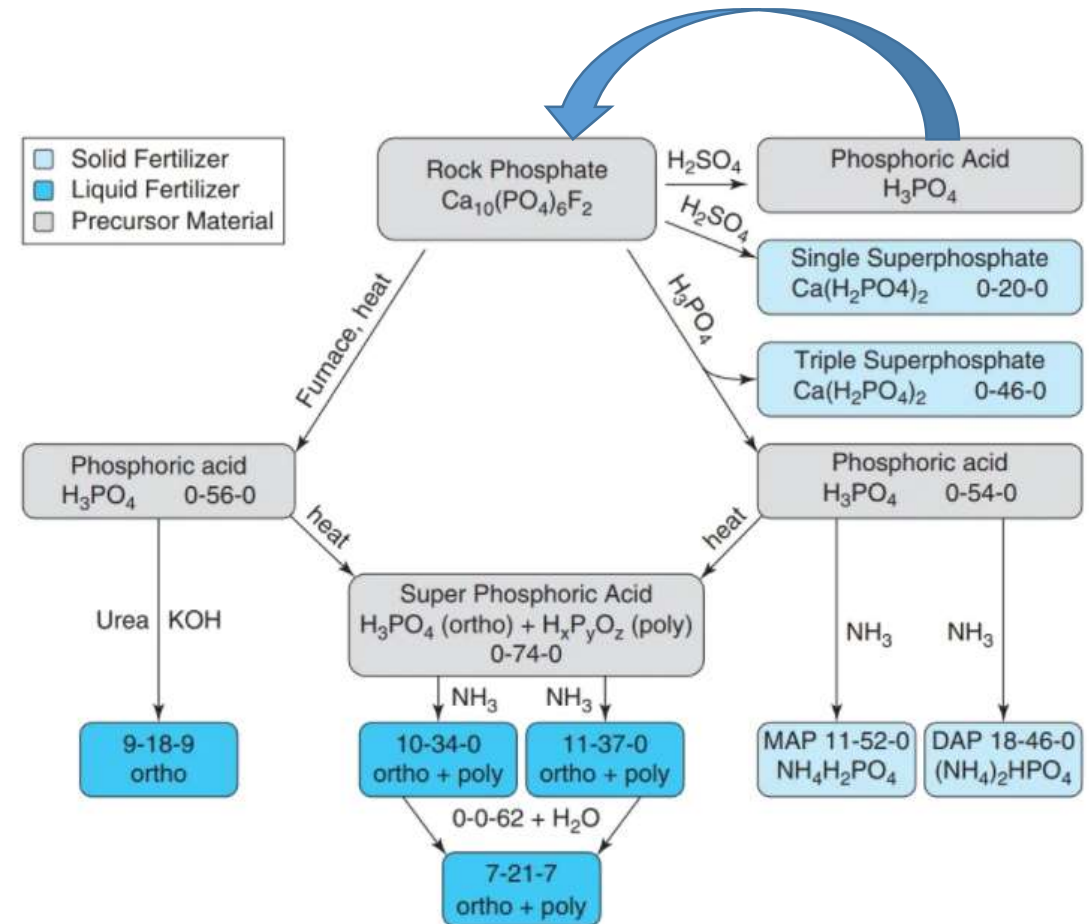 Solid Fertilizer
Liquid Fertilizer
Precursor Material
Rock Phosphate
Ca₁₀(PO₄)₆F₂
H₂SO₄
Phosphoric Acid
H₃PO₄
H₂SO₄
Single Superphosphate
Ca(H₂PO4)₂ 0-20-0
Furnace, heat
H₃PO₄
Triple Superphosphate
Ca(H₂PO₄)₂ 0-46-0
Phosphoric acid
H₃PO₄ 0-56-0
Phosphoric acid
H₃PO₄ 0-54-0
heat
heat
Super Phosphoric Acid
H₃PO₄ (ortho) + HₓPᵧO_z (poly)
0-74-0
Urea KOH
NH₃ NH₃
NH₃ NH₃
9-18-9
ortho
10-34-0
ortho + poly
11-37-0
ortho + poly
MAP 11-52-0
NH₄H₂PO₄
DAP 18-46-0
(NH₄)₂HPO₄
0-0-62 + H₂O
7-21-7
ortho + poly